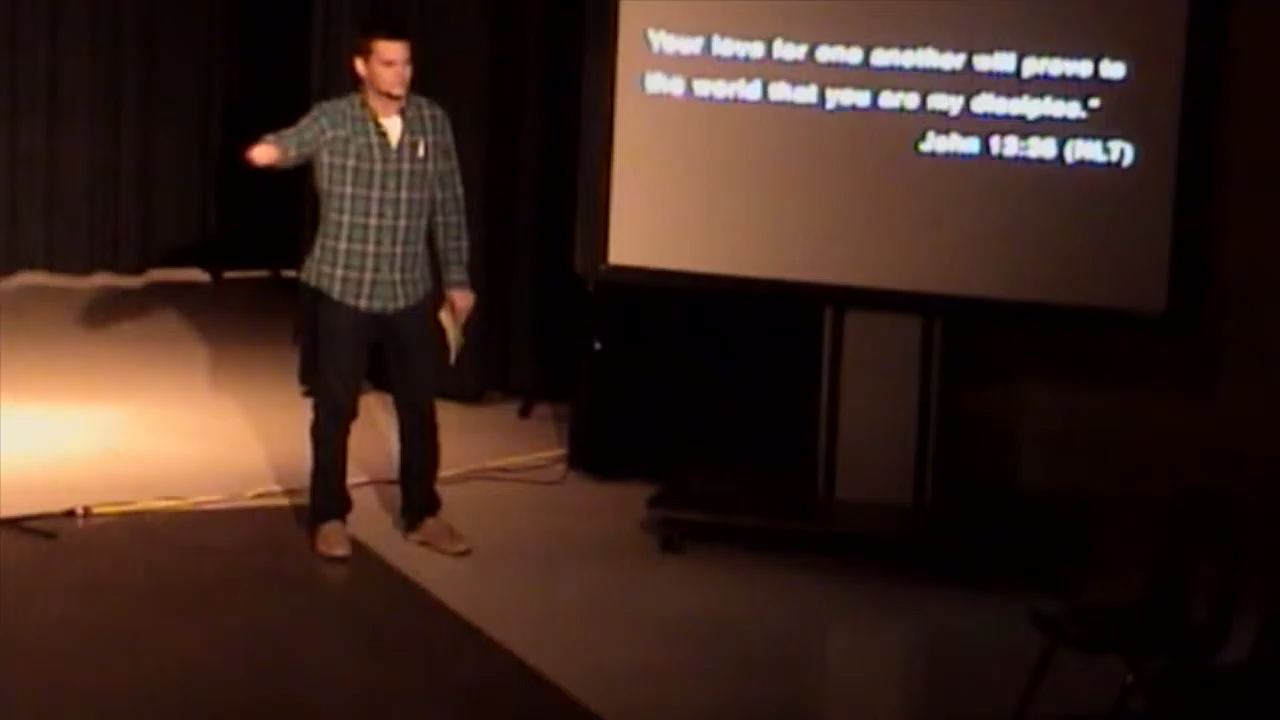 Your love for one another will prove to
the world that you are my disciples."
John 13:35 (NLT)